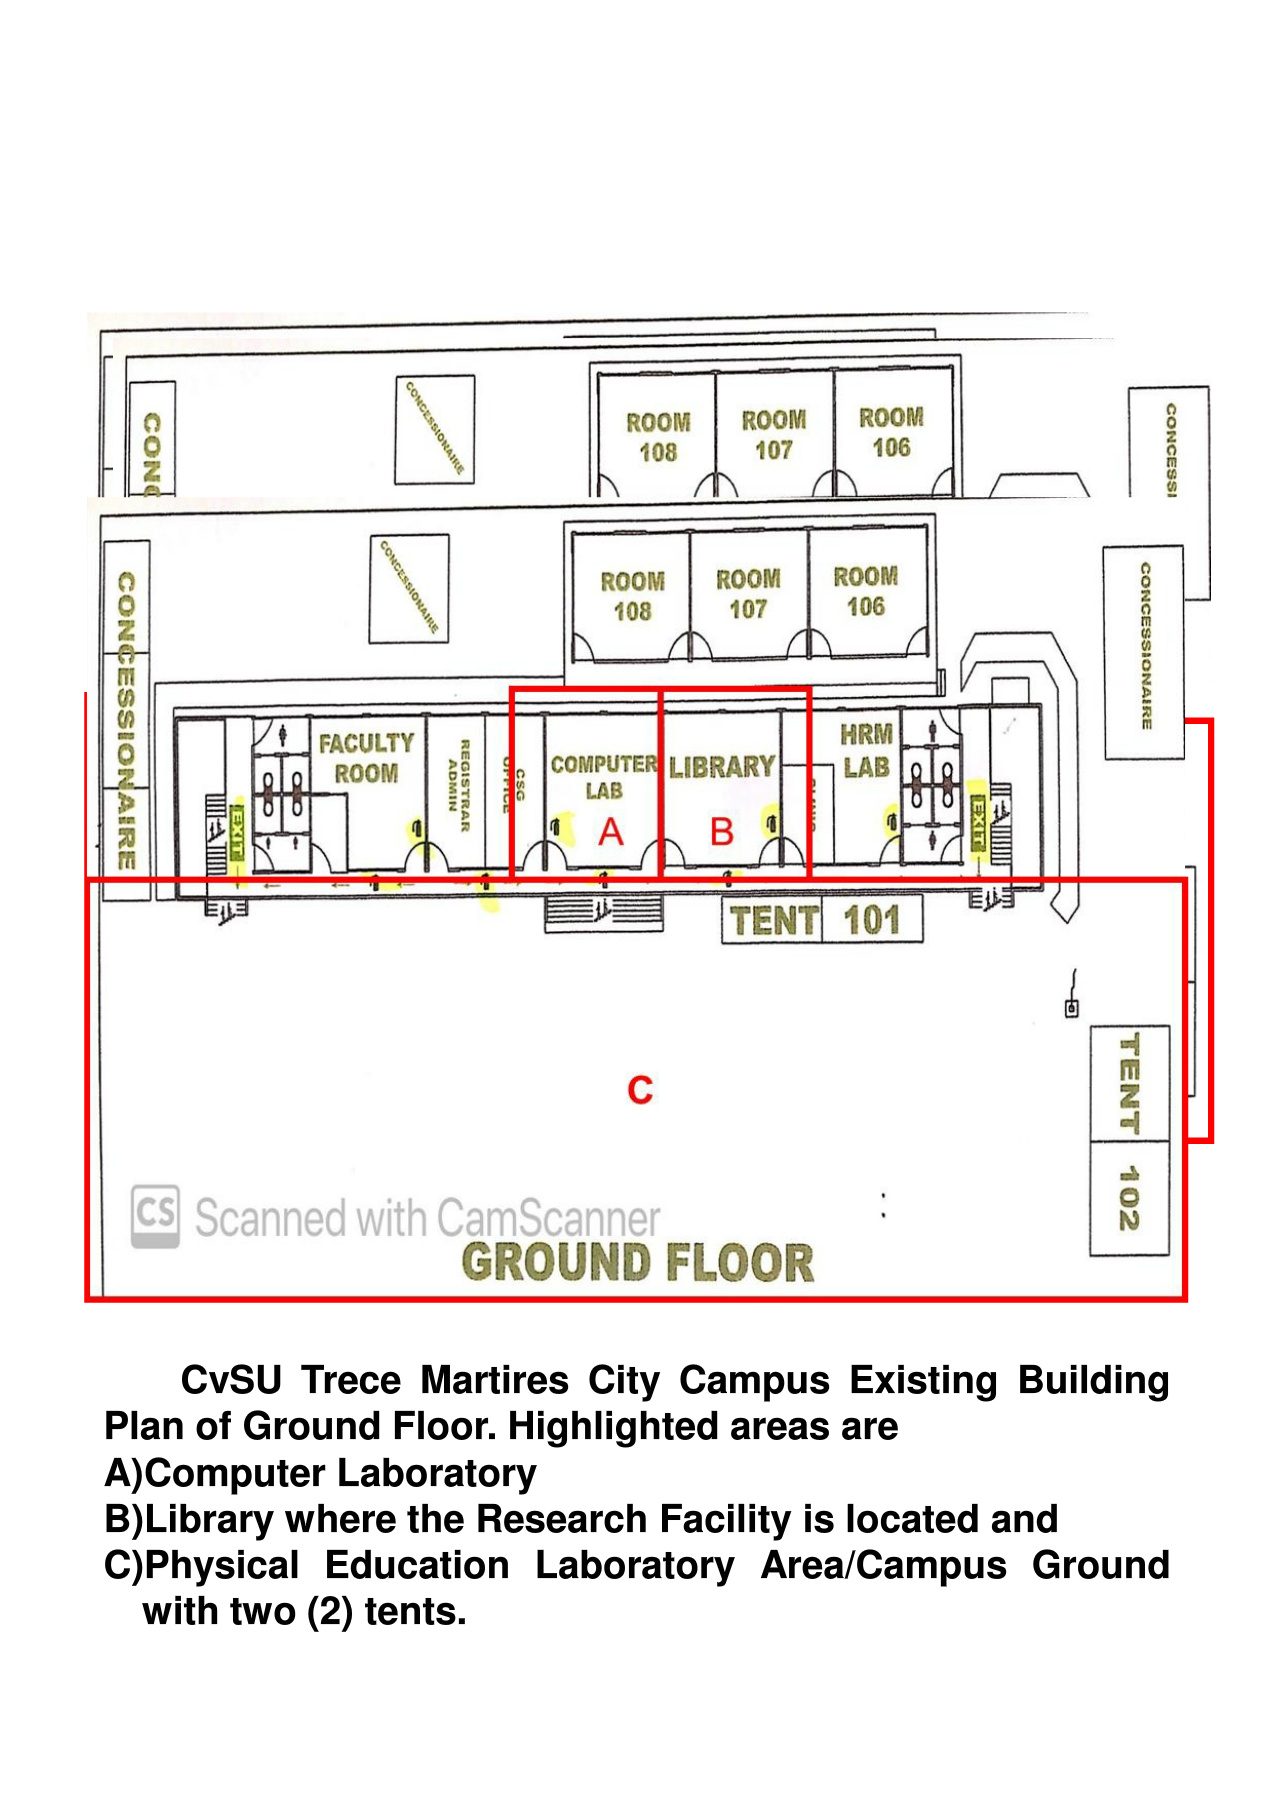 CONCESSIONAIRE
ROOM 108
ROOM 107
ROOM 106
CONCESSIONAIRE
CONCESSIONAIRE
ROOM 108
ROOM 107
ROOM 106
CONCESSIONAIRE
FACULTY ROOM
REGISTRAR ADMIN
CSG OFFICE
COMPUTER LAB
A
LIBRARY
B
HRM LAB
EXIT
EXIT
TENT 101
C
TENT 102
CS Scanned with CamScanner
GROUND FLOOR
CvSU Trece Martires City Campus Existing Building
Plan of Ground Floor. Highlighted areas are
A)Computer Laboratory
B)Library where the Research Facility is located and
C)Physical Education Laboratory Area/Campus Ground
with two (2) tents.